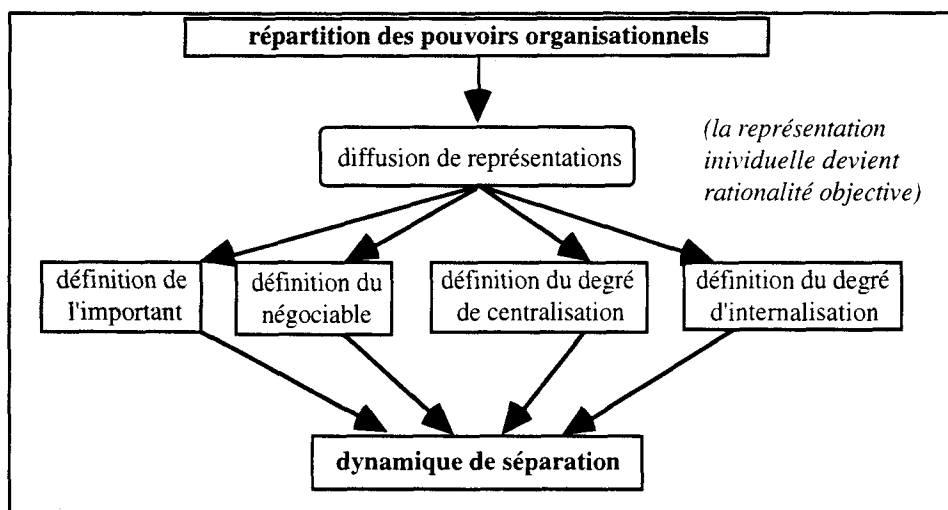 répartition des pouvoirs organisationnels
diffusion de représentations
(la représentation
inividuelle devient
rationalité objective)
définition de
l'important
définition du
négociable
définition du degré
de centralisation
définition du degré
d'internalisation
dynamique de séparation